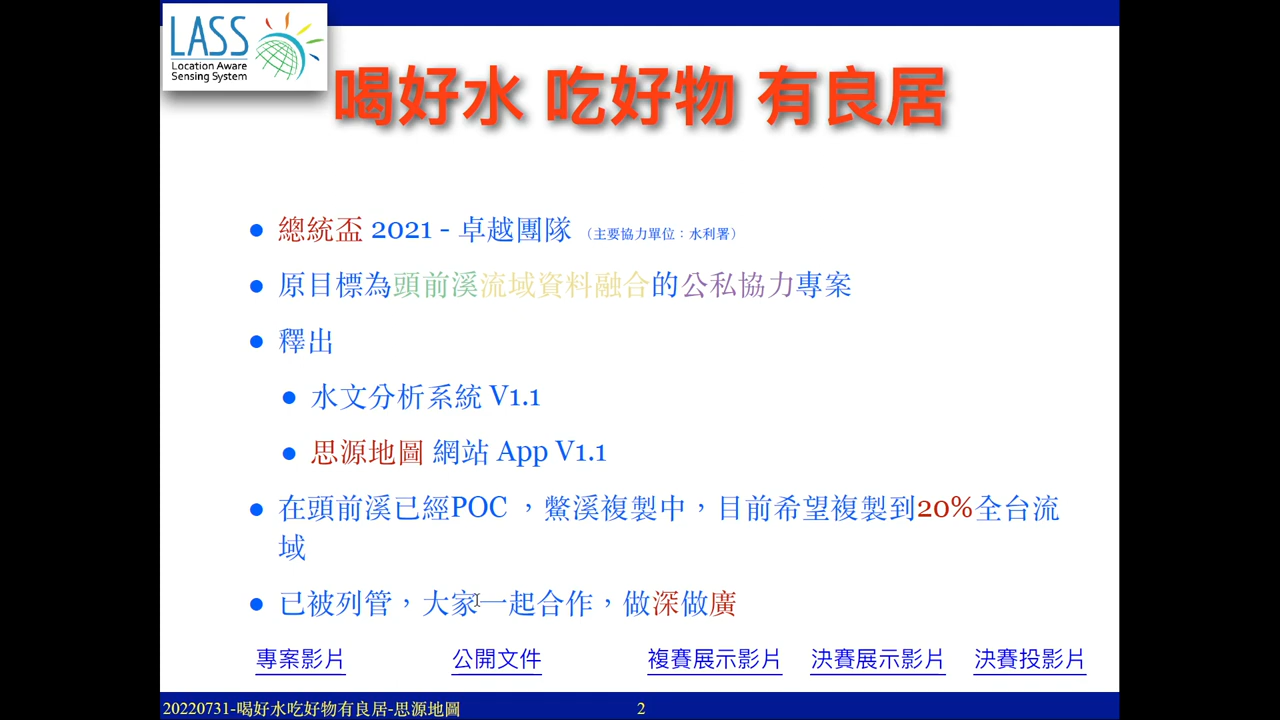 LASS
Location Aware
Sensing System
喝好水 吃好物 有良居
總統盃 2021 - 卓越團隊 （主要協力單位：水利署）
原目標為頭前溪流域資料融合的公私協力專案
釋出
水文分析系統 V1.1
思源地圖 網站 App V1.1
在頭前溪已經POC ，鱉溪複製中，目前希望複製到20%全台流
域
已被列管，大家一起合作，做深做廣
專案影片 公開文件 複賽展示影片 決賽展示影片 決賽投影片
20220731-喝好水吃好物有良居-思源地圖 2